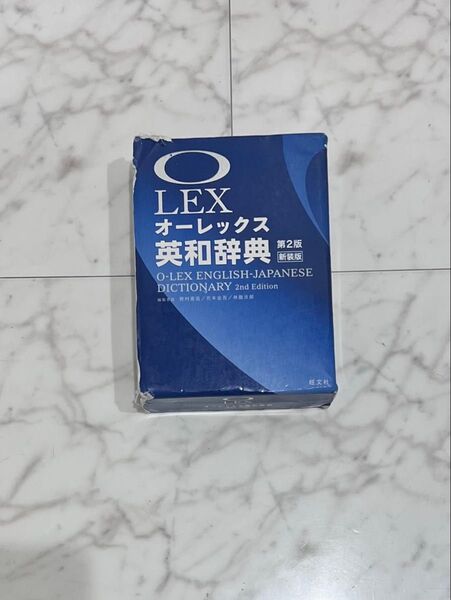 O
LEX
オーレックス
英和辞典 第2版 新装版
O-LEX ENGLISH-JAPANESE
DICTIONARY 2nd Edition
旺文社
LEX